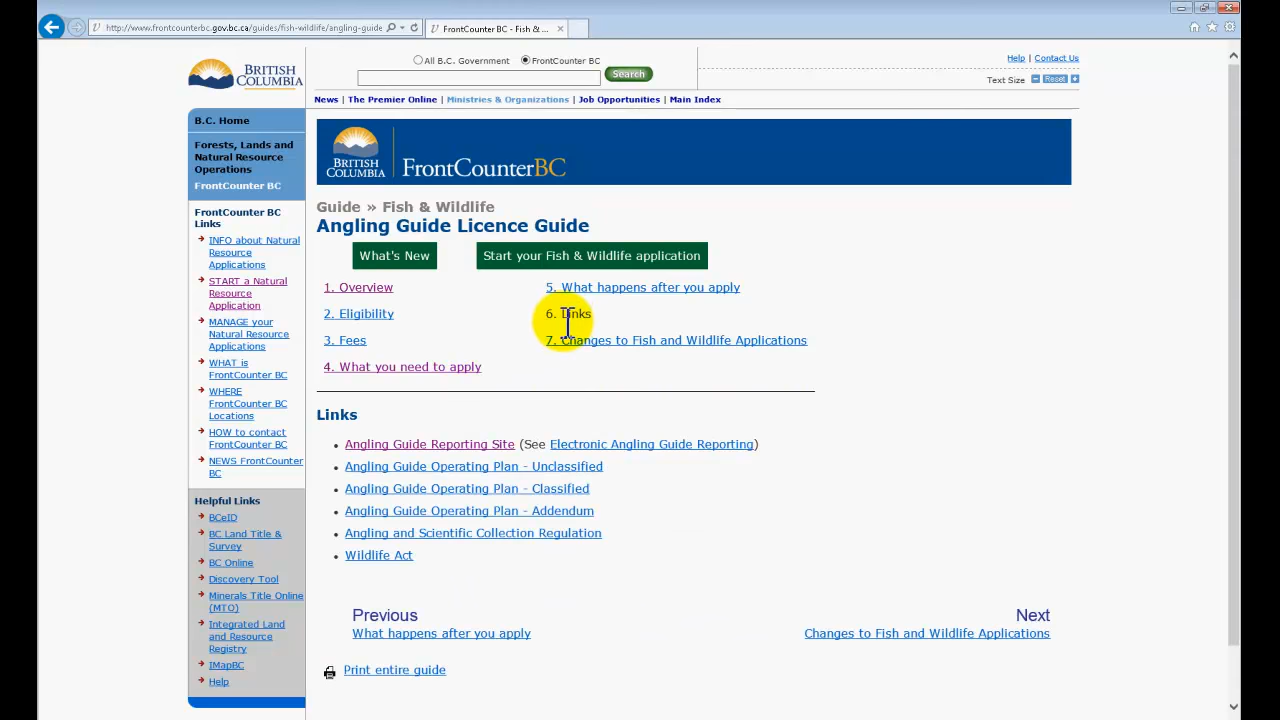 http://www.frontcounterbc.gov.bc.ca/guides/fish-wildlife/angling-guide
FrontCounter BC - Fish & ...
BRITISH
COLUMBIA
All B.C. Government
FrontCounter BC
Search
Help | Contact Us
Text Size
Reset
News | The Premier Online | Ministries & Organizations | Job Opportunities | Main Index
B.C. Home
Forests, Lands and
Natural Resource
Operations
FrontCounter BC
FrontCounter BC
Links
INFO about Natural
Resource
Applications
START a Natural
Resource
Application
MANAGE your
Natural Resource
Applications
WHAT is
FrontCounter BC
WHERE
FrontCounter BC
Locations
HOW to contact
FrontCounter BC
NEWS FrontCounter
BC
Helpful Links
BCeID
BC Land Title &
Survey
BC Online
Discovery Tool
Minerals Title Online
(MTO)
Integrated Land
and Resource
Registry
IMapBC
Help
BRITISH
COLUMBIA
FrontCounterBC
Guide » Fish & Wildlife
Angling Guide Licence Guide
What's New
Start your Fish & Wildlife application
1. Overview
2. Eligibility
3. Fees
4. What you need to apply
5. What happens after you apply
6. Links
7. Changes to Fish and Wildlife Applications
Links
• Angling Guide Reporting Site (See Electronic Angling Guide Reporting)
• Angling Guide Operating Plan - Unclassified
• Angling Guide Operating Plan - Classified
• Angling Guide Operating Plan - Addendum
• Angling and Scientific Collection Regulation
• Wildlife Act
Previous
What happens after you apply
Next
Changes to Fish and Wildlife Applications
Print entire guide